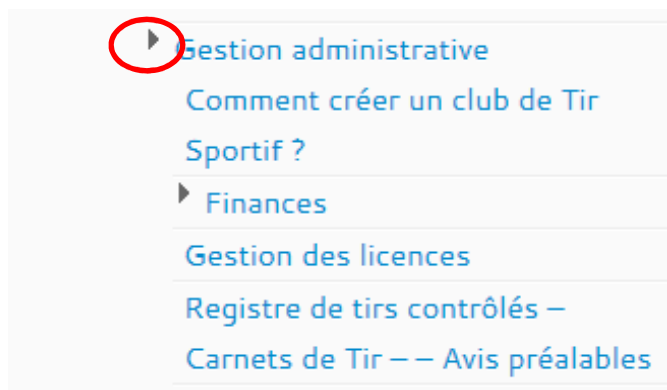 Gestion administrative
Comment créer un club de Tir
Sportif ?
Finances
Gestion des licences
Registre de tirs contrôlés –
Carnets de Tir – – Avis préalables